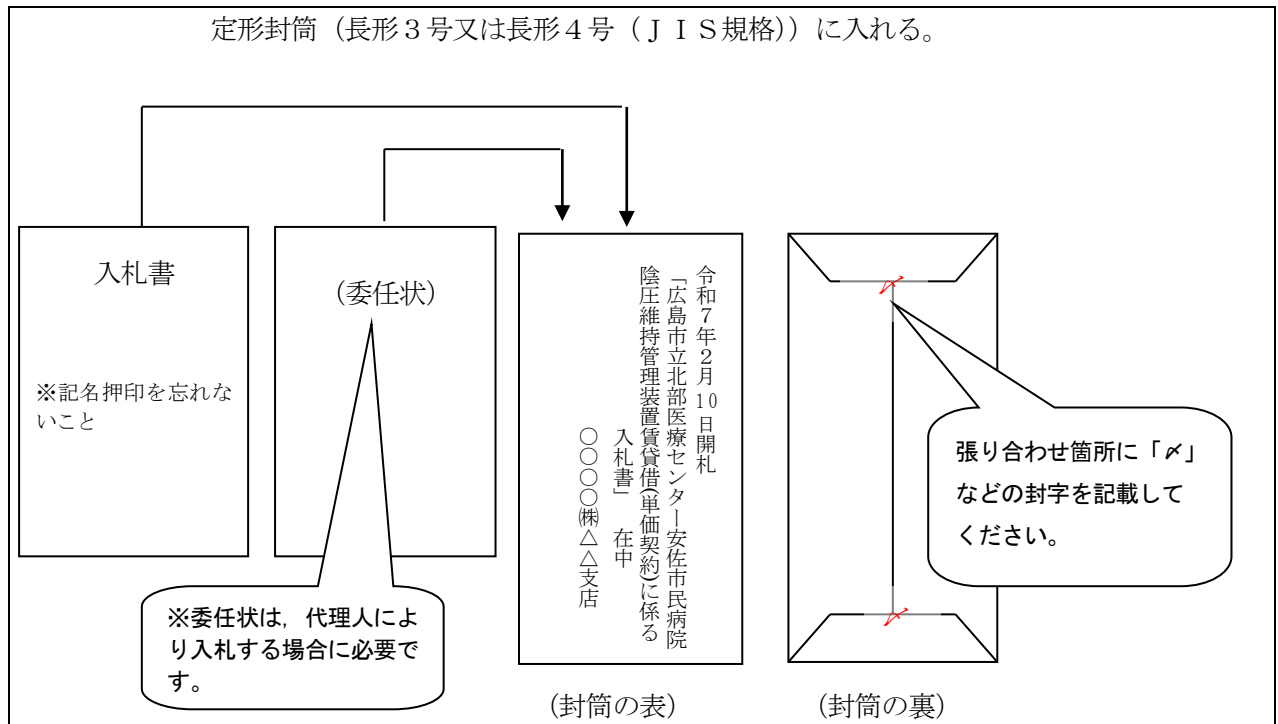 定形封筒（長形３号又は長形４号（ＪＩＳ規格））に入れる。
入札書
※記名押印を忘れな
いこと
（委任状）
※委任状は，代理人によ
り入札する場合に必要で
す。
令和７年２月10日開札
「広島市立北部医療センター安佐市民病院
陰圧維持管理装置賃貸借(単価契約)に係る
入札書」　在中
○○○○㈱△△支店
〆
〆
張り合わせ箇所に「〆」
などの封字を記載して
ください。
（封筒の表）
（封筒の裏）